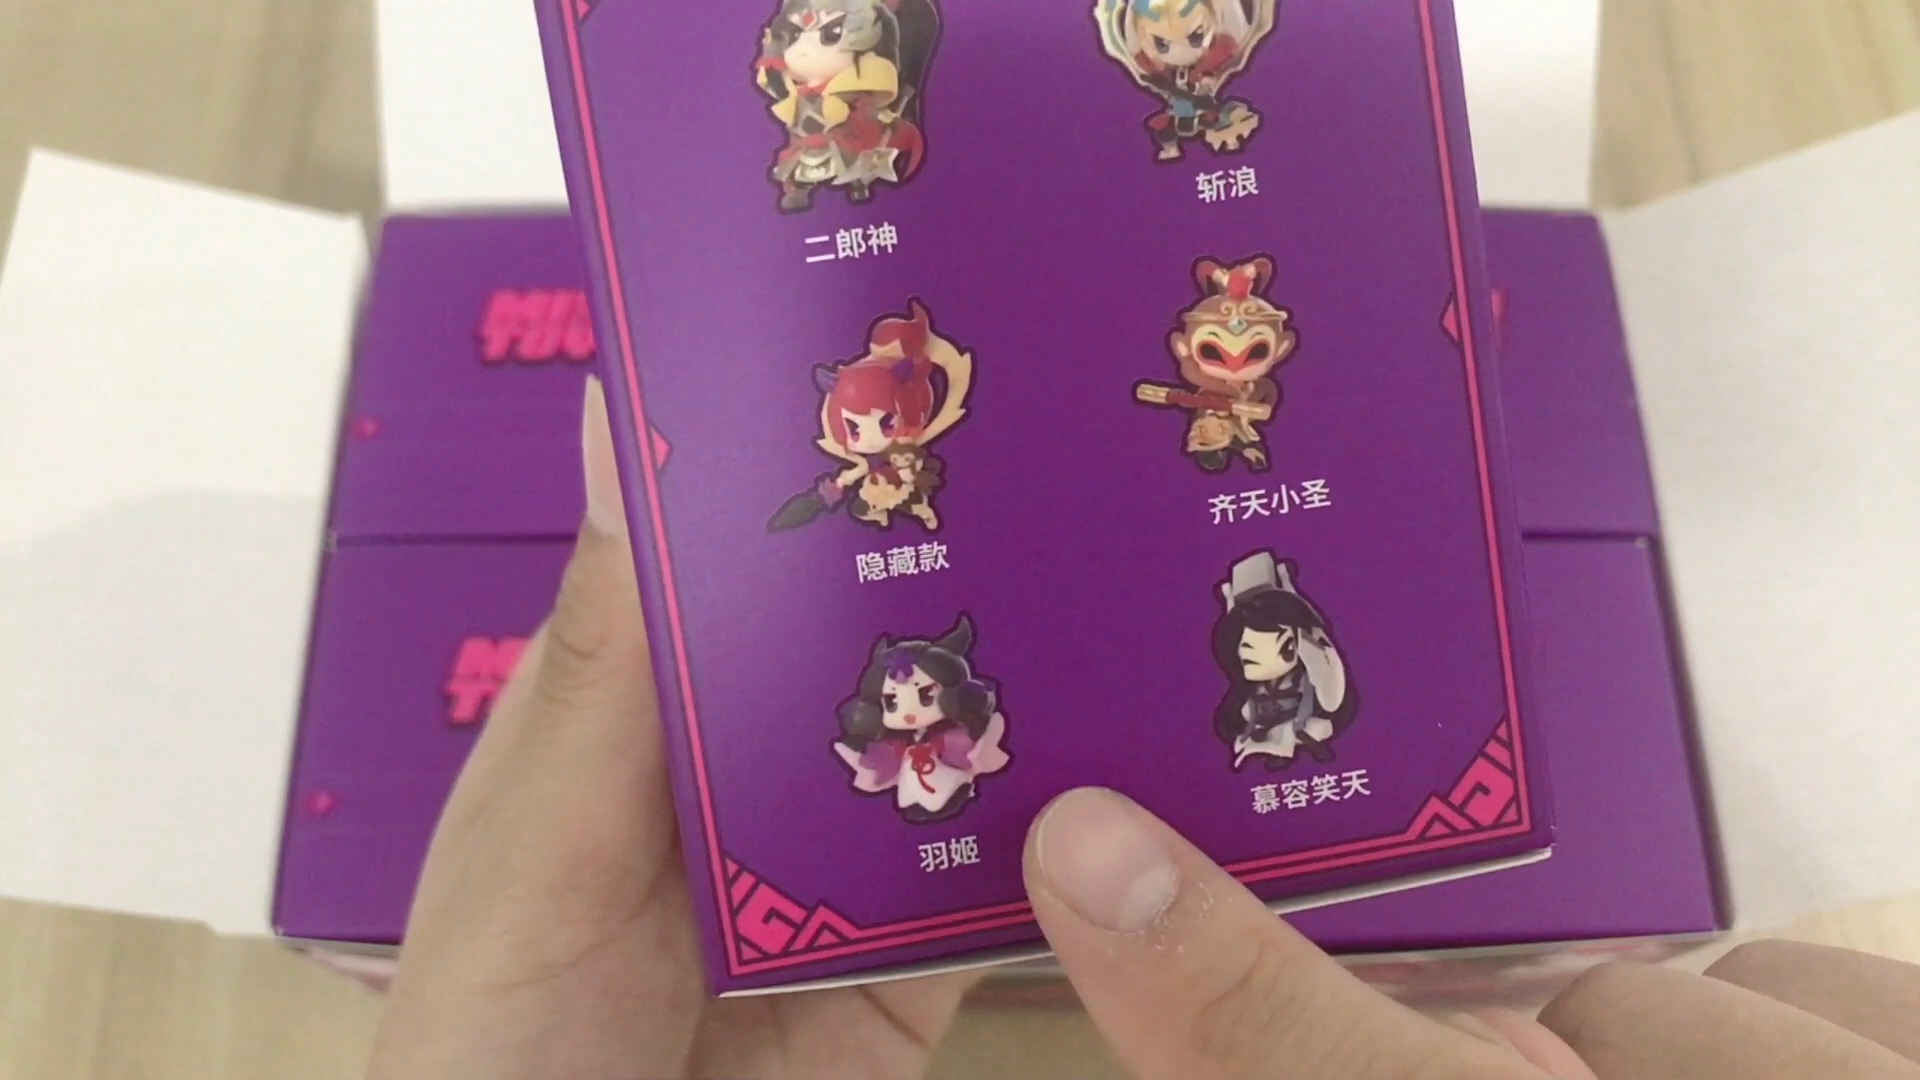 斩浪
二郎神
齐天小圣
隐藏款
慕容笑天
羽姬